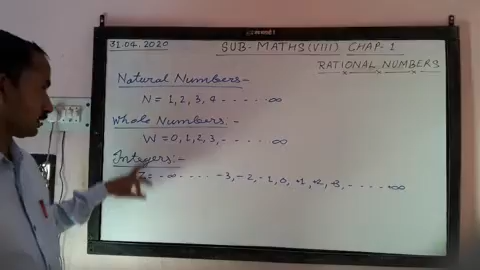 31.04.2020
SUB- MATHS (VIII) CHAP- 1
RATIONAL NUMBERS
Natural Numbers-
N = 1, 2, 3, 4 - - - - - - ∞
Whole Numbers:-
W = 0, 1, 2, 3, - - - - - - ∞
Integers:-
Z = - ∞ - - - - - 3, - 2, - 1, 0, +1, +2, +3, - - - - - +∞